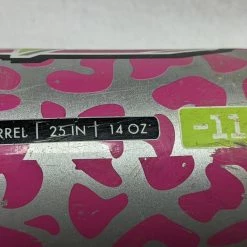 RREL | 25 IN | 14 OZ -11